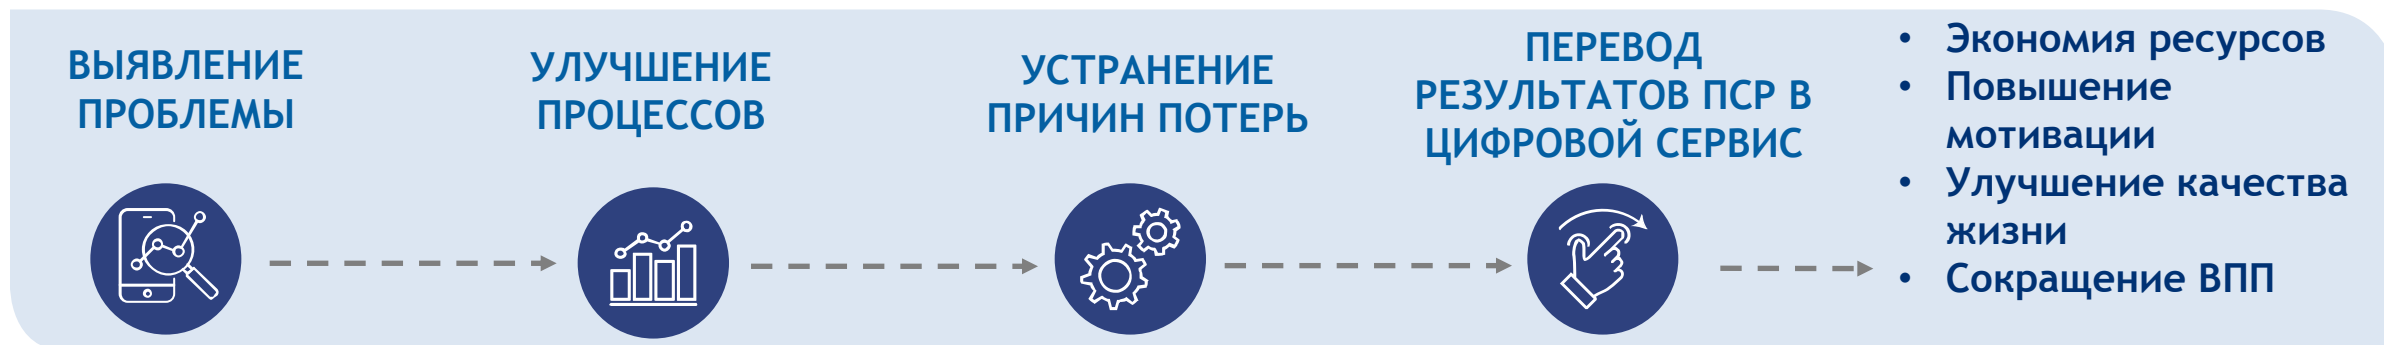 ВЫЯВЛЕНИЕ
ПРОБЛЕМЫ
УЛУЧШЕНИЕ
ПРОЦЕССОВ
УСТРАНЕНИЕ
ПРИЧИН ПОТЕРЬ
ПЕРЕВОД
РЕЗУЛЬТАТОВ ПСР В
ЦИФРОВОЙ СЕРВИС
• Экономия ресурсов
• Повышение
мотивации
• Улучшение качества
жизни
• Сокращение ВПП